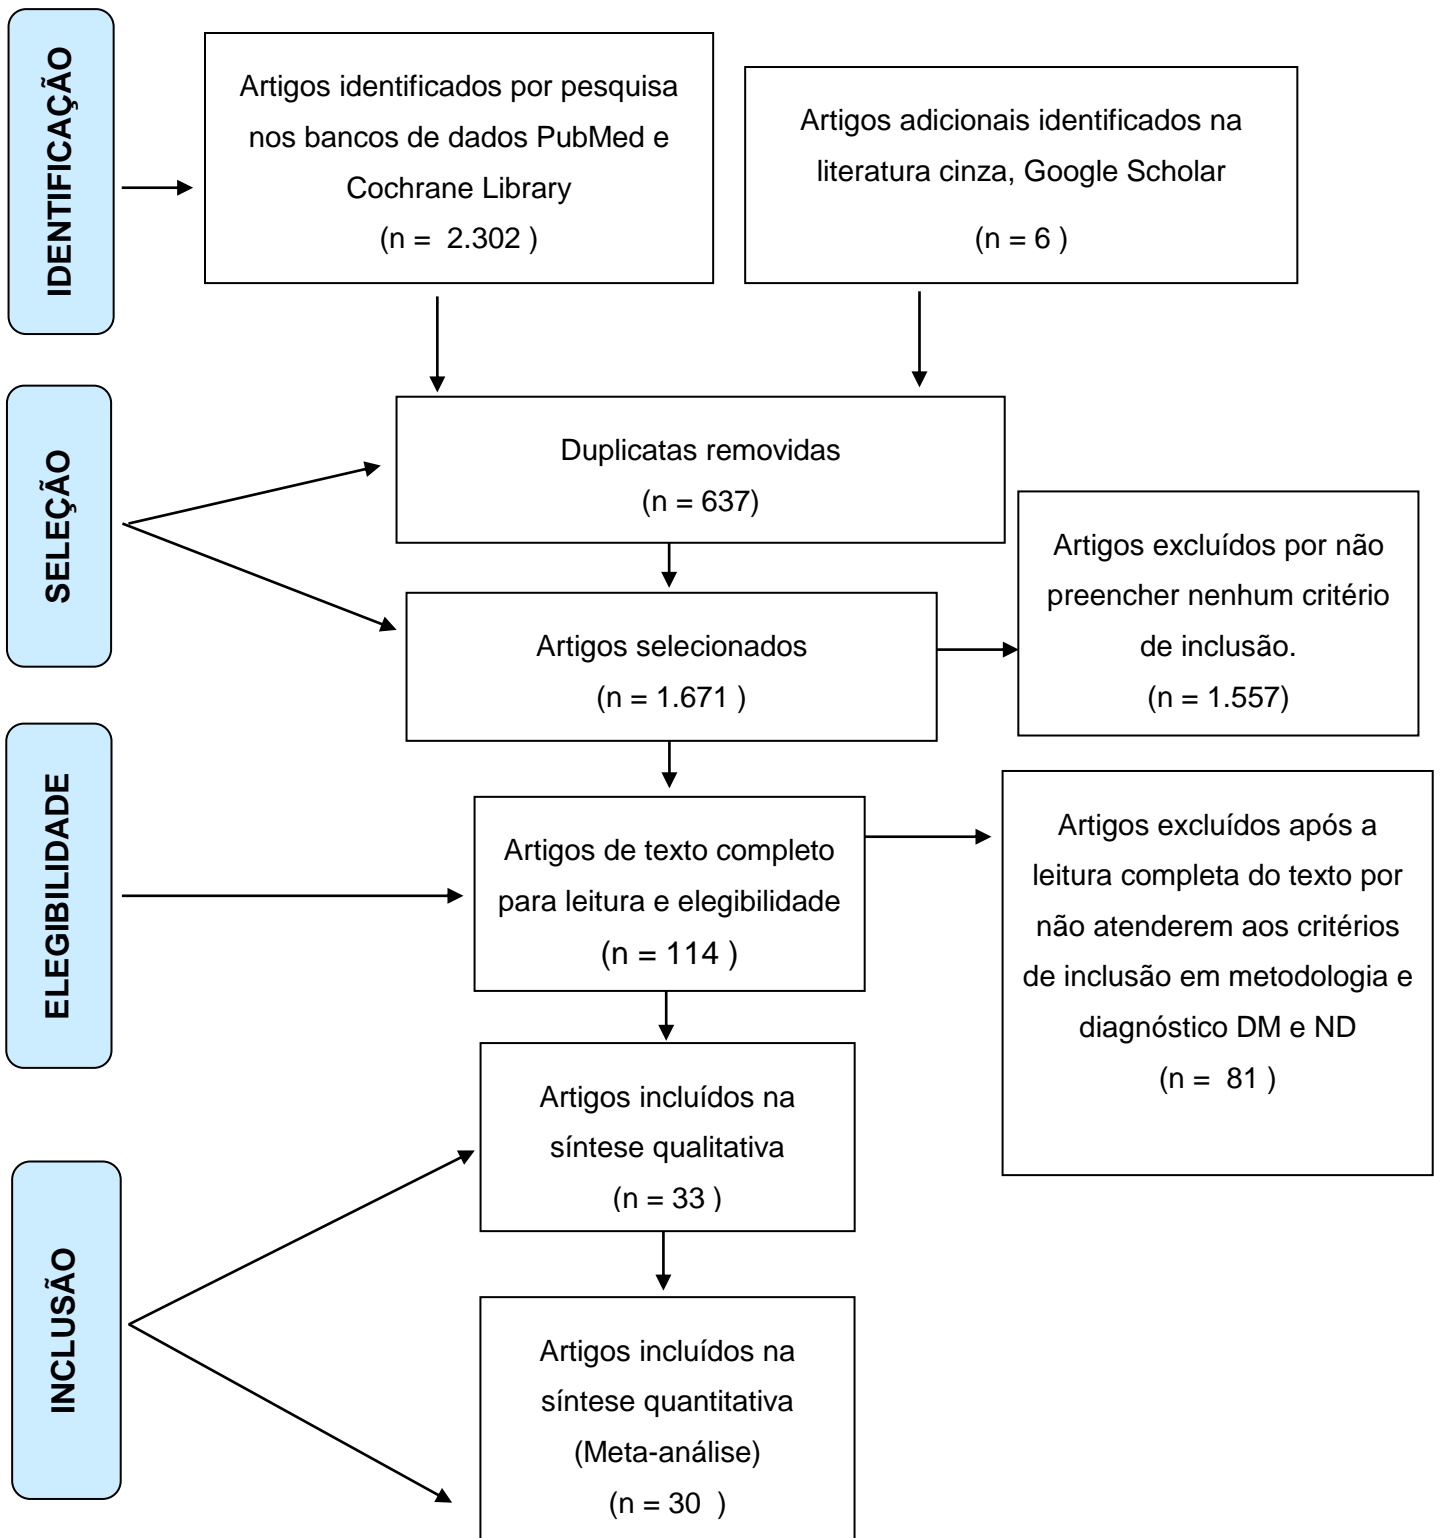 IDENTIFICAÇÃO
Artigos identificados por pesquisa
nos bancos de dados PubMed e
Cochrane Library
(n = 2.302 )
Artigos adicionais identificados na
literatura cinza, Google Scholar
(n = 6 )
SELEÇÃO
Duplicatas removidas
(n = 637)
Artigos selecionados
(n = 1.671 )
Artigos excluídos por não
preencher nenhum critério
de inclusão.
(n = 1.557)
ELEGIBILIDADE
Artigos de texto completo
para leitura e elegibilidade
(n = 114 )
Artigos excluídos após a
leitura completa do texto por
não atenderem aos critérios
de inclusão em metodologia e
diagnóstico DM e ND
(n = 81 )
INCLUSÃO
Artigos incluídos na
síntese qualitativa
(n = 33 )
Artigos incluídos na
síntese quantitativa
(Meta-análise)
(n = 30 )